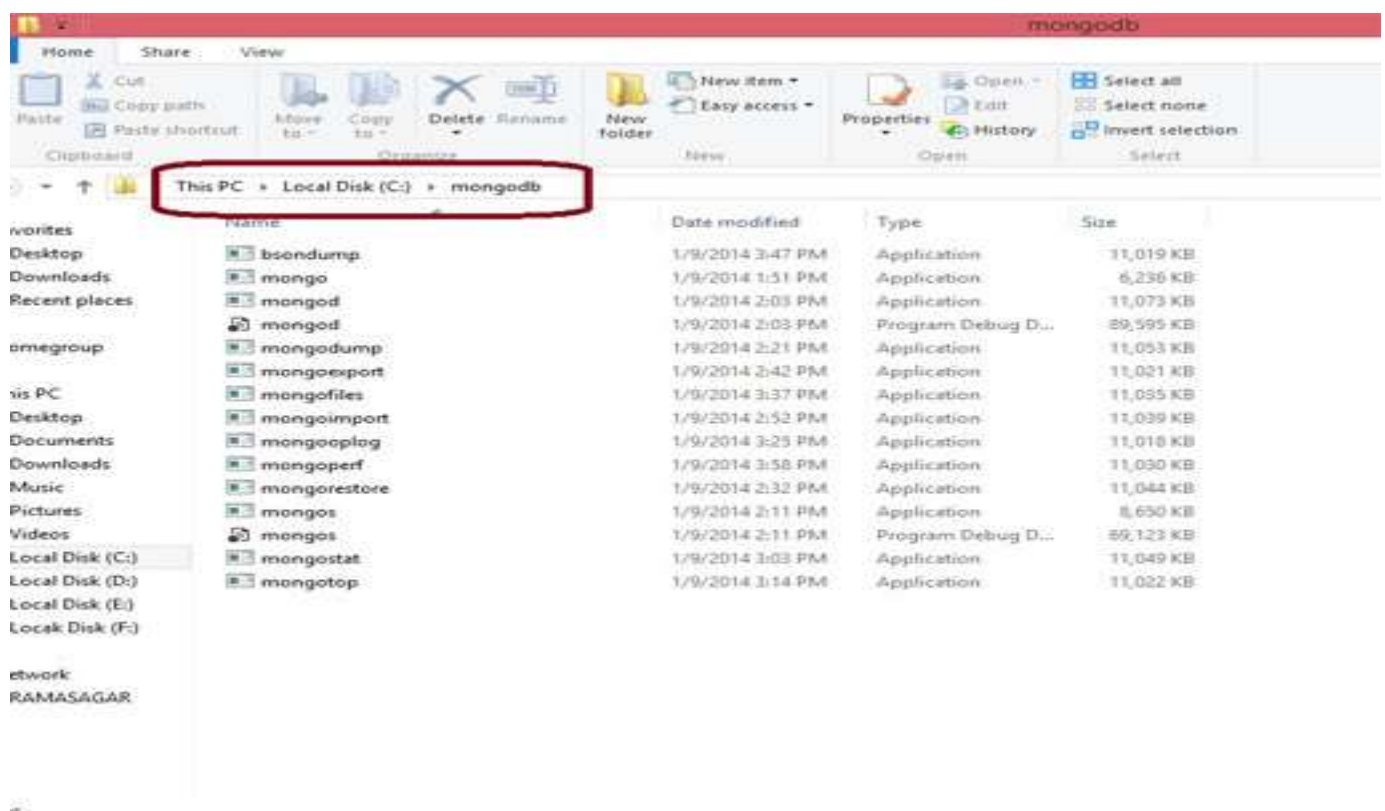 mongodb
Home Share View
Cut
Copy path
Paste shortcut
Paste
Move to
Copy to
Delete
Rename
New folder
New item
Easy access
Properties
Open
Edit
History
Select all
Select none
Invert selection
Clipboard Organize New Open Select
This PC Local Disk (C:) mongodb
Name Date modified Type Size
bsondump 1/9/2014 3:47 PM Application 11,019 KB
mongo 1/9/2014 1:51 PM Application 6,236 KB
mongod 1/9/2014 2:03 PM Application 11,073 KB
mongod 1/9/2014 2:03 PM Program Debug D... 89,595 KB
mongodump 1/9/2014 2:21 PM Application 11,053 KB
mongoexport 1/9/2014 2:42 PM Application 11,021 KB
mongofiles 1/9/2014 3:37 PM Application 11,035 KB
mongoimport 1/9/2014 2:52 PM Application 11,039 KB
mongooplog 1/9/2014 3:25 PM Application 11,018 KB
mongoperf 1/9/2014 3:58 PM Application 11,030 KB
mongorestore 1/9/2014 2:32 PM Application 11,044 KB
mongos 1/9/2014 2:11 PM Application 8,650 KB
mongos 1/9/2014 2:11 PM Program Debug D... 69,123 KB
mongostat 1/9/2014 3:03 PM Application 11,049 KB
mongotop 1/9/2014 3:14 PM Application 11,022 KB
vorites
Desktop
Downloads
Recent places
omegroup
his PC
Desktop
Documents
Downloads
Music
Pictures
Videos
Local Disk (C:)
Local Disk (D:)
Local Disk (E:)
Locak Disk (F:)
etwork
RAMASAGAR